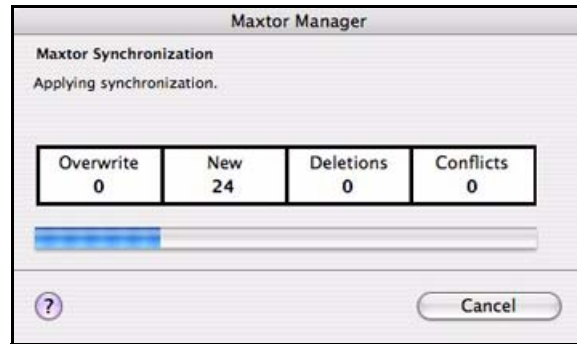 Maxtor Manager
Maxtor Synchronization
Applying synchronization.
Overwrite New Deletions Conflicts
0 24 0 0
? Cancel